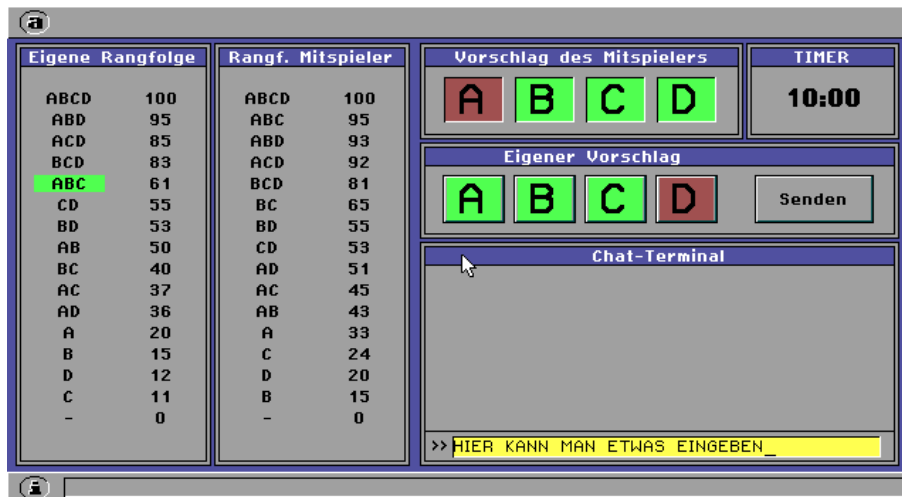 a
Eigene Rangfolge
ABCD 100
ABD 95
ACD 85
BCD 83
ABC 61
CD 55
BD 53
AB 50
BC 40
AC 37
AD 36
A 20
B 15
D 12
C 11
- 0
Rangf. Mitspieler
ABCD 100
ABC 95
ABD 93
ACD 92
BCD 81
BC 65
BD 55
CD 53
AD 51
AC 45
AB 43
A 33
C 24
D 20
B 15
- 0
Vorschlag des Mitspielers
A B C D
TIMER
10:00
Eigener Vorschlag
A B C D
Senden
Chat-Terminal
>> HIER KANN MAN ETWAS EINGEBEN_
i